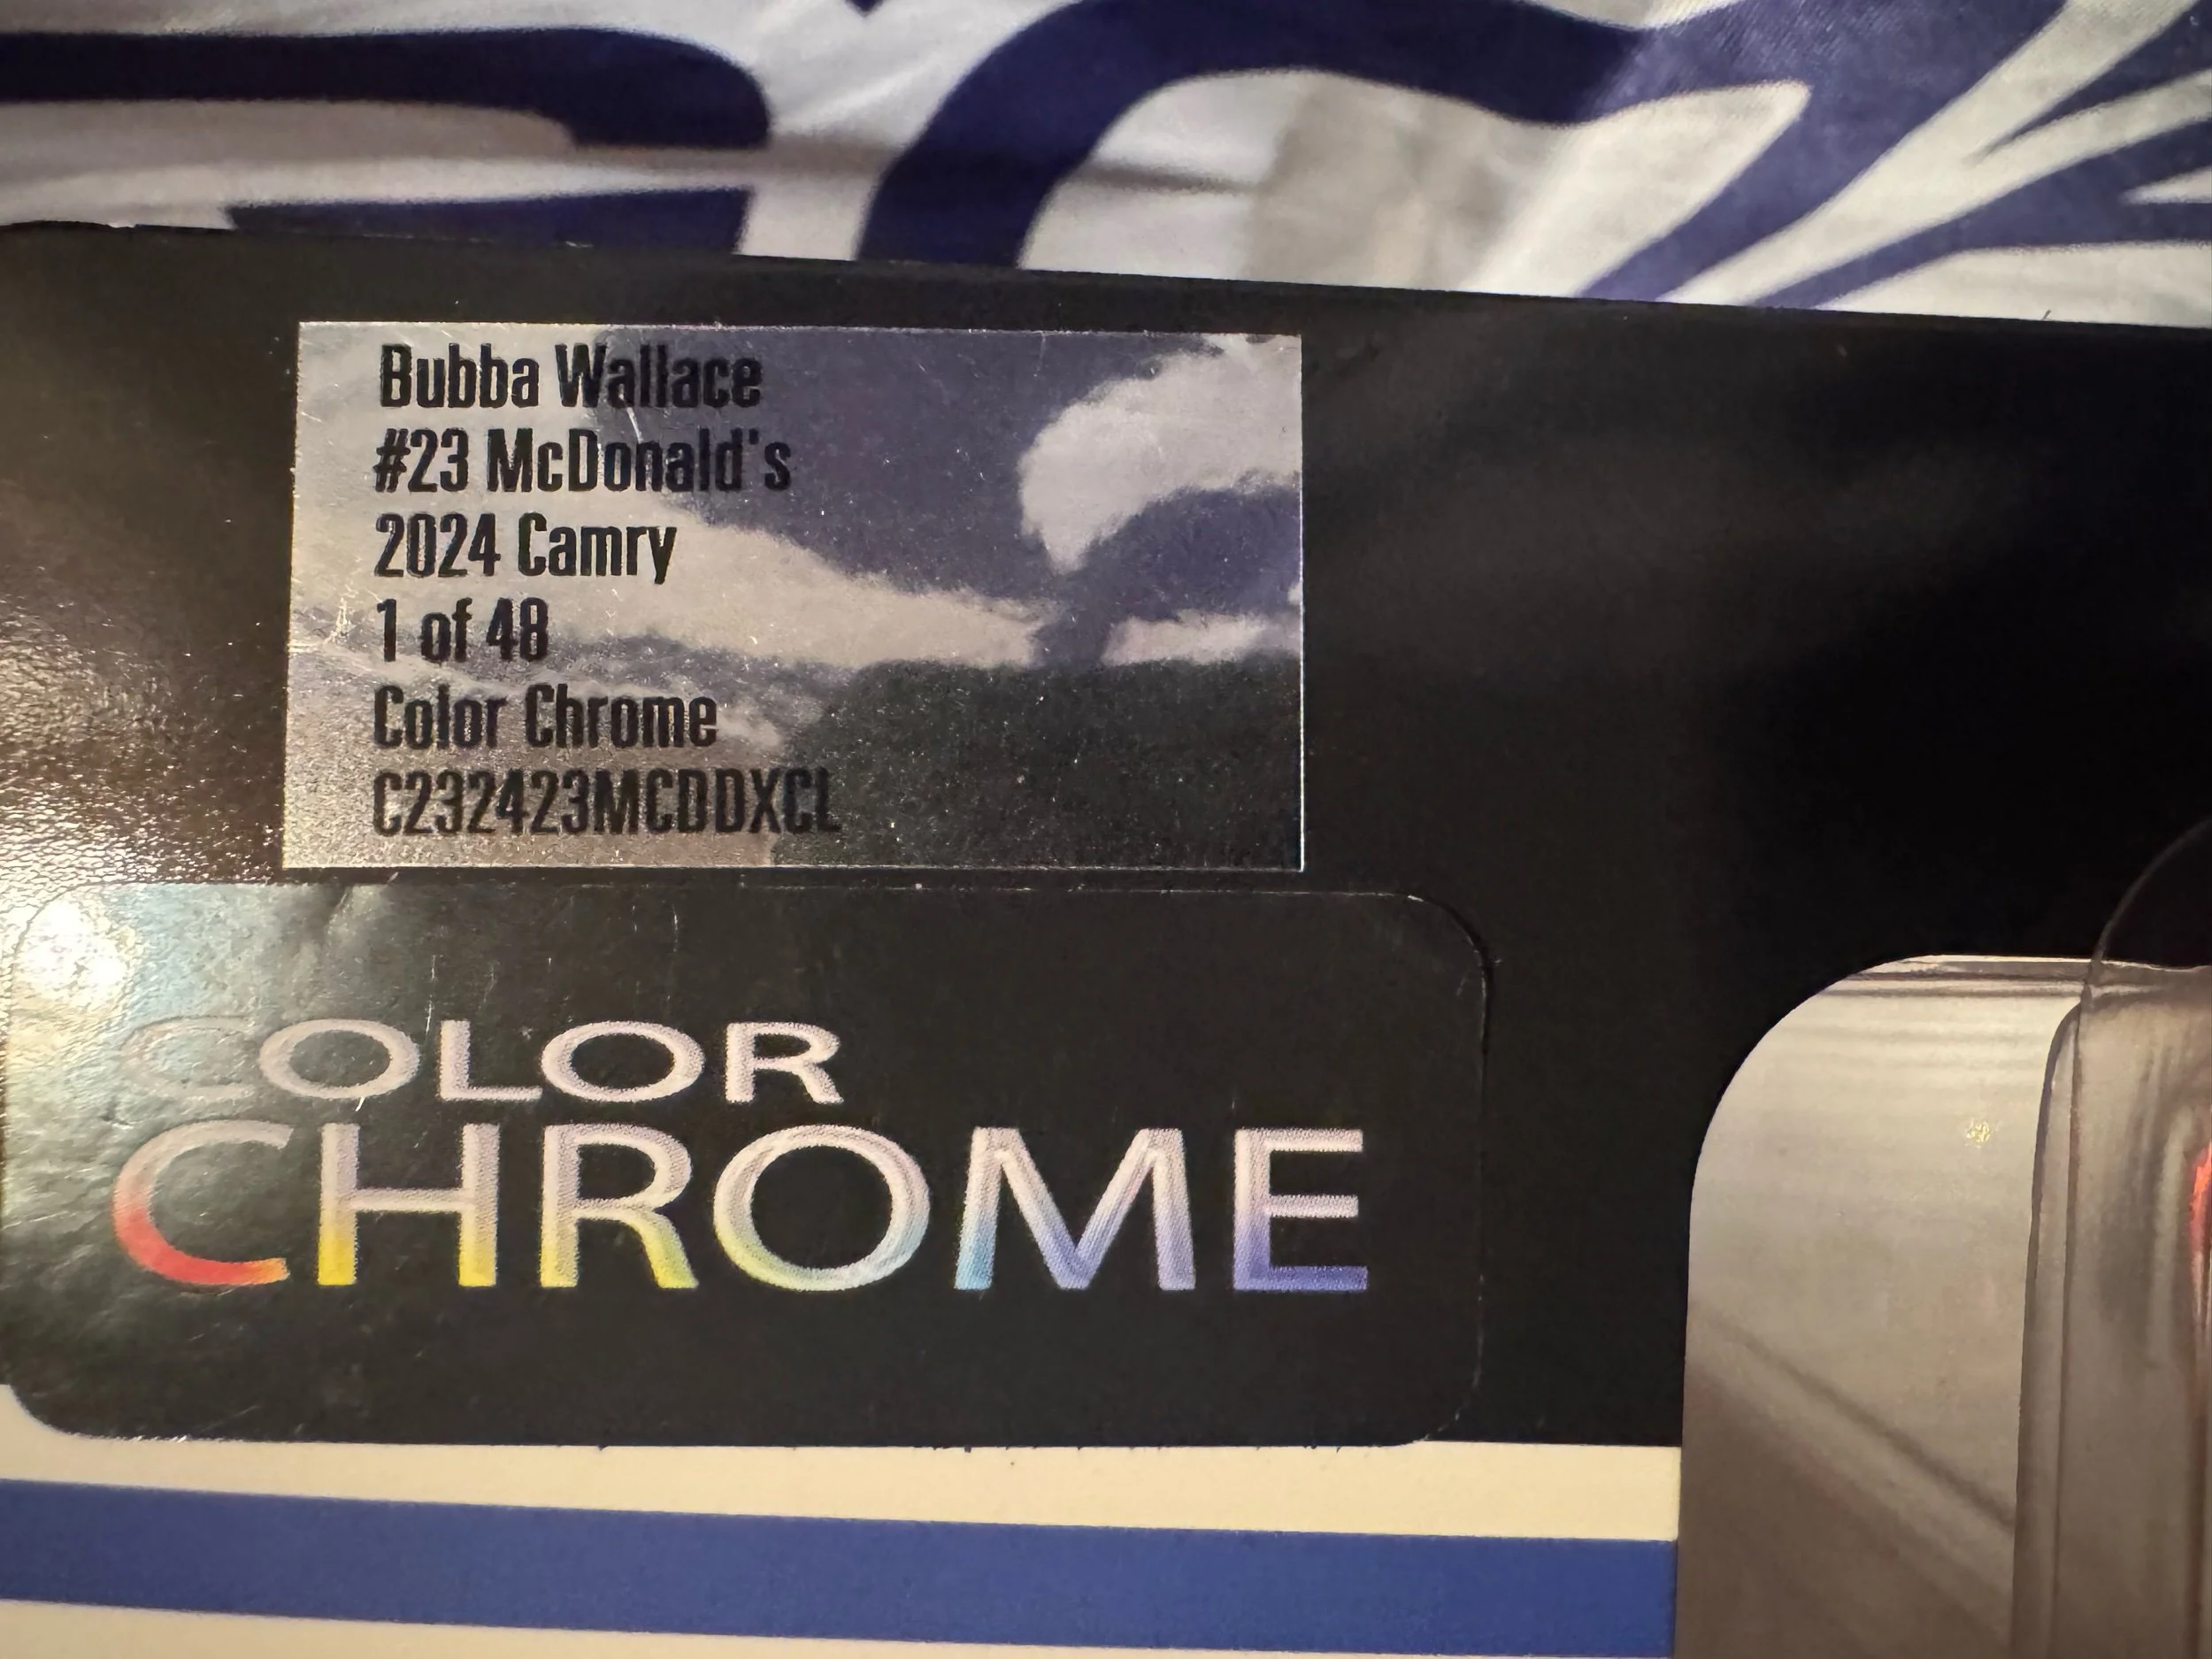 Bubba Wallace
#23 McDonald's
2024 Camry
1 of 48
Color Chrome
C232423MCDDXCL
COLOR
CHROME